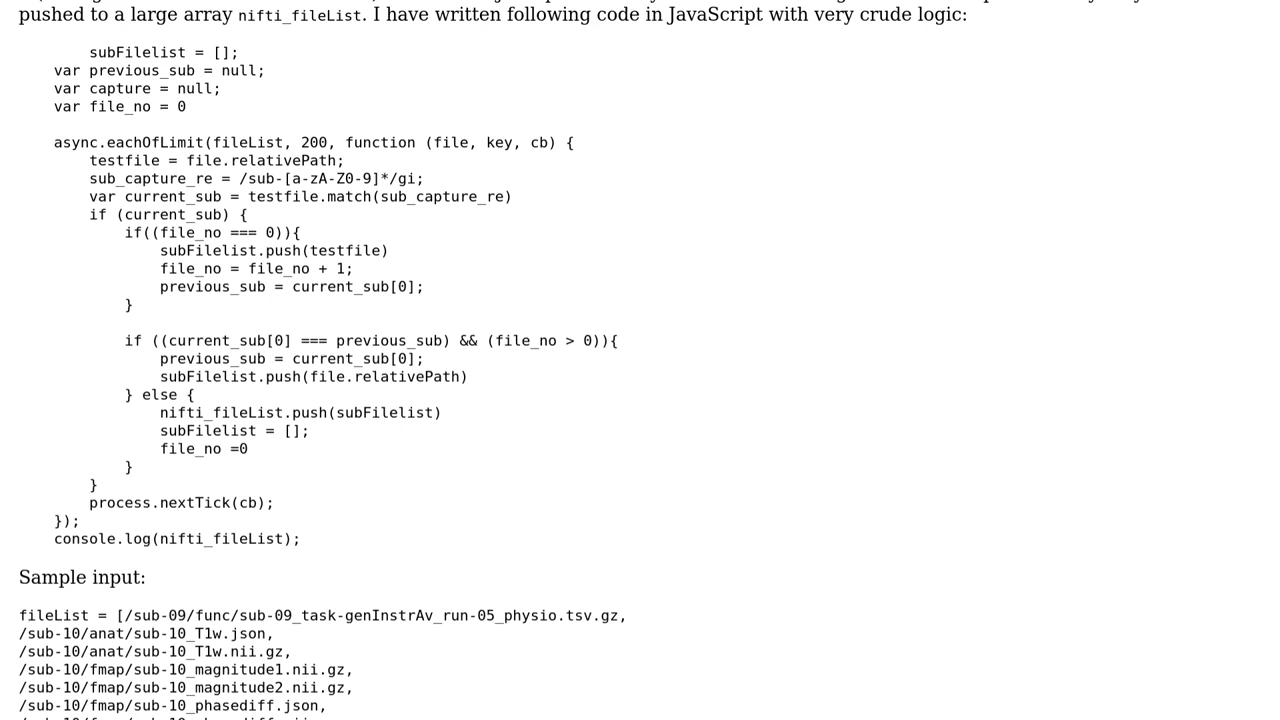 pushed to a large array nifti_fileList. I have written following code in JavaScript with very crude logic:
subFilelist = [];
var previous_sub = null;
var capture = null;
var file_no = 0
async.eachOfLimit(fileList, 200, function (file, key, cb) {
testfile = file.relativePath;
sub_capture_re = /sub-[a-zA-Z0-9]*/gi;
var current_sub = testfile.match(sub_capture_re)
if (current_sub) {
if((file_no === 0)){
subFilelist.push(testfile)
file_no = file_no + 1;
previous_sub = current_sub[0];
}
if ((current_sub[0] === previous_sub) && (file_no > 0)){
previous_sub = current_sub[0];
subFilelist.push(file.relativePath)
} else {
nifti_fileList.push(subFilelist)
subFilelist = [];
file_no =0
}
}
process.nextTick(cb);
});
console.log(nifti_fileList);
Sample input:
fileList = [/sub-09/func/sub-09_task-genInstrAv_run-05_physio.tsv.gz,
/sub-10/anat/sub-10_T1w.json,
/sub-10/anat/sub-10_T1w.nii.gz,
/sub-10/fmap/sub-10_magnitude1.nii.gz,
/sub-10/fmap/sub-10_magnitude2.nii.gz,
/sub-10/fmap/sub-10_phasediff.json,